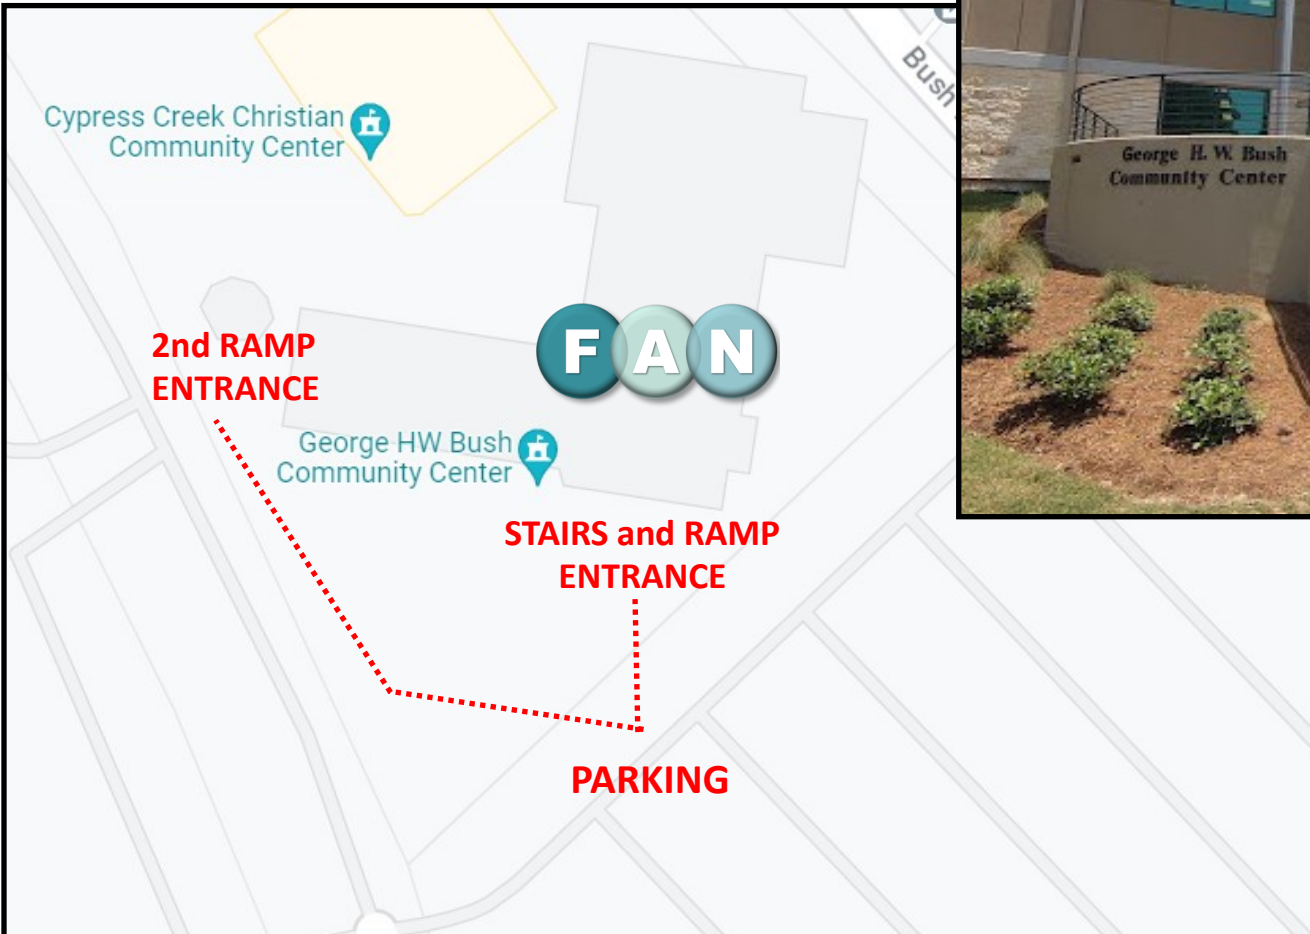 Bush
George H. W. Bush
Community Center
Cypress Creek Christian
Community Center
2nd RAMP
ENTRANCE
FAN
George HW Bush
Community Center
STAIRS and RAMP
ENTRANCE
PARKING